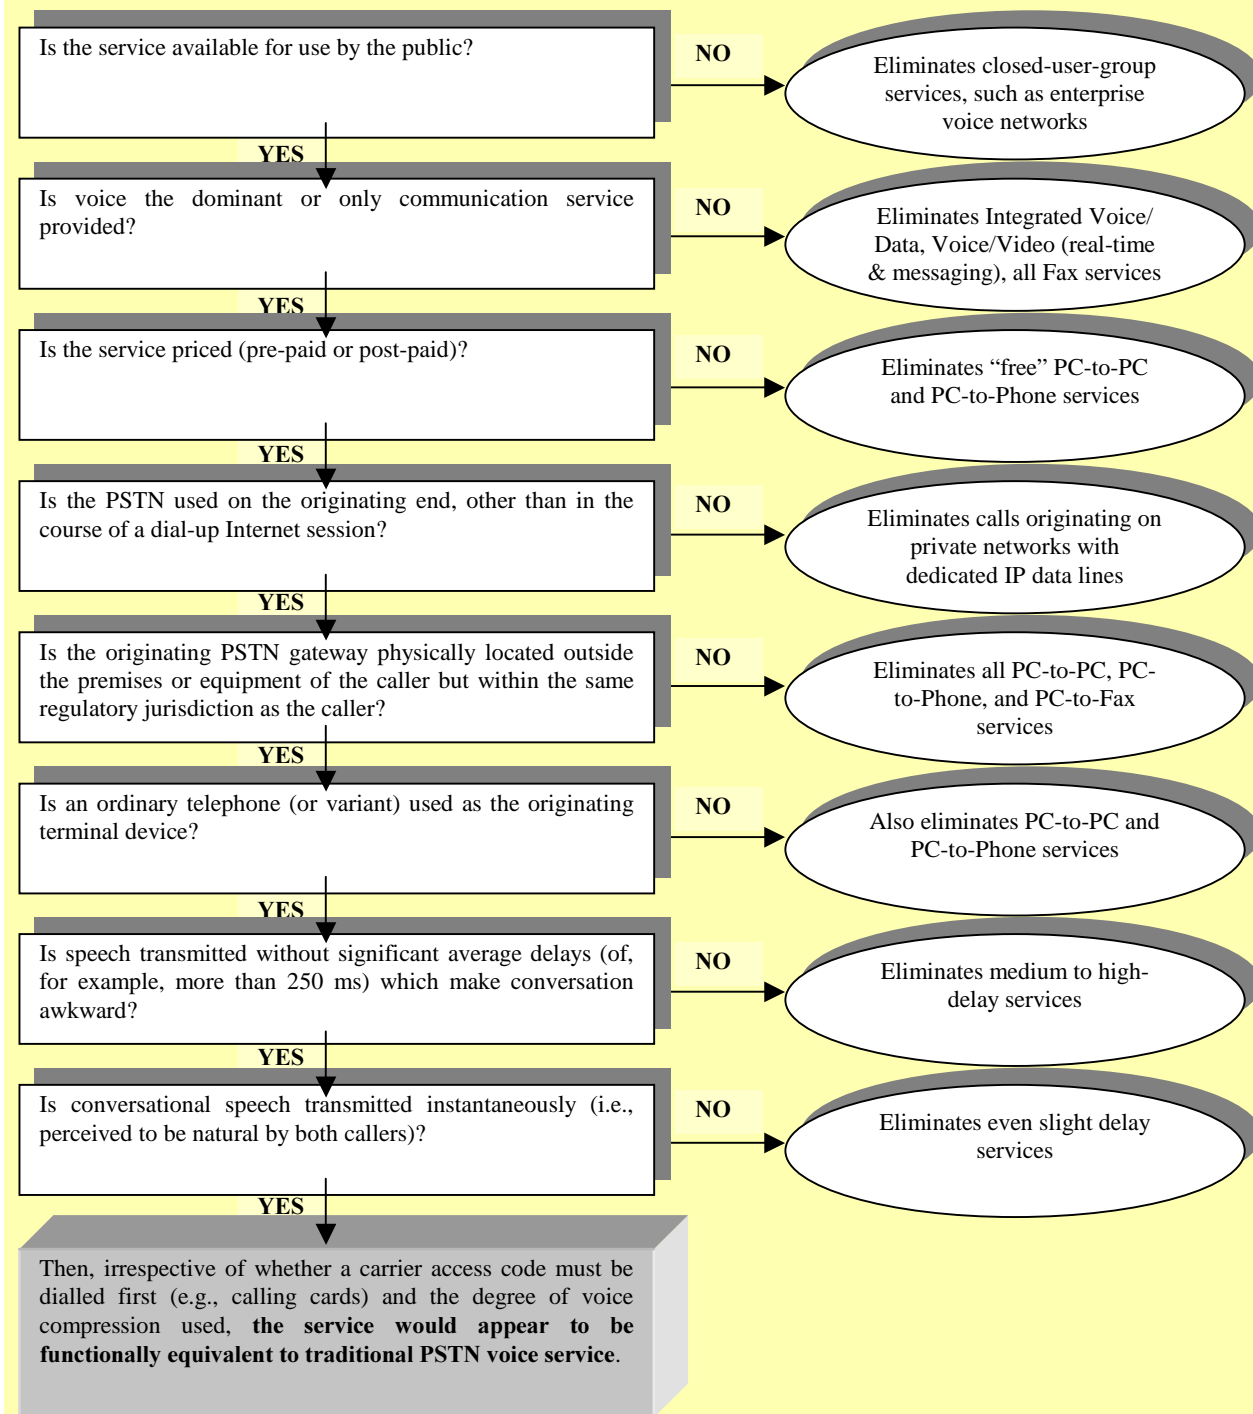 Is the service available for use by the public?
NO
Eliminates closed-user-group
services, such as enterprise
voice networks
YES
Is voice the dominant or only communication service
provided?
NO
Eliminates Integrated Voice/
Data, Voice/Video (real-time
& messaging), all Fax services
YES
Is the service priced (pre-paid or post-paid)?
NO
Eliminates “free” PC-to-PC
and PC-to-Phone services
YES
Is the PSTN used on the originating end, other than in the
course of a dial-up Internet session?
NO
Eliminates calls originating on
private networks with
dedicated IP data lines
YES
Is the originating PSTN gateway physically located outside
the premises or equipment of the caller but within the same
regulatory jurisdiction as the caller?
NO
Eliminates all PC-to-PC, PC-
to-Phone, and PC-to-Fax
services
YES
Is an ordinary telephone (or variant) used as the originating
terminal device?
NO
Also eliminates PC-to-PC and
PC-to-Phone services
YES
Is speech transmitted without significant average delays (of,
for example, more than 250 ms) which make conversation
awkward?
NO
Eliminates medium to high-
delay services
YES
Is conversational speech transmitted instantaneously (i.e.,
perceived to be natural by both callers)?
NO
Eliminates even slight delay
services
YES
Then, irrespective of whether a carrier access code must be
dialled first (e.g., calling cards) and the degree of voice
compression used, the service would appear to be
functionally equivalent to traditional PSTN voice service.